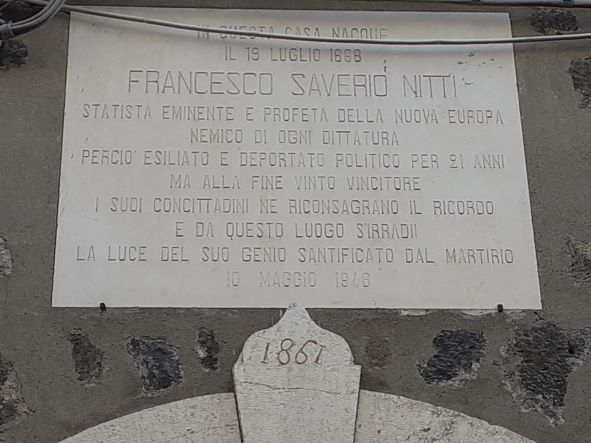 IN QUESTA CASA NACQUE
IL 19 LUGLIO 1868
FRANCESCO SAVERIO NITTI
STATISTA EMINENTE E PROFETA DELLA NUOVA EUROPA
NEMICO DI OGNI DITTATURA
PERCIO' ESILIATO E DEPORTATO POLITICO PER 21 ANNI
MA ALLA FINE VINTO VINCITORE
I SUOI CONCITTADINI NE RICONSAGRANO IL RICORDO
E DA QUESTO LUOGO S'IRRADII
LA LUCE DEL SUO GENIO SANTIFICATO DAL MARTIRIO
10 MAGGIO 1946
1861